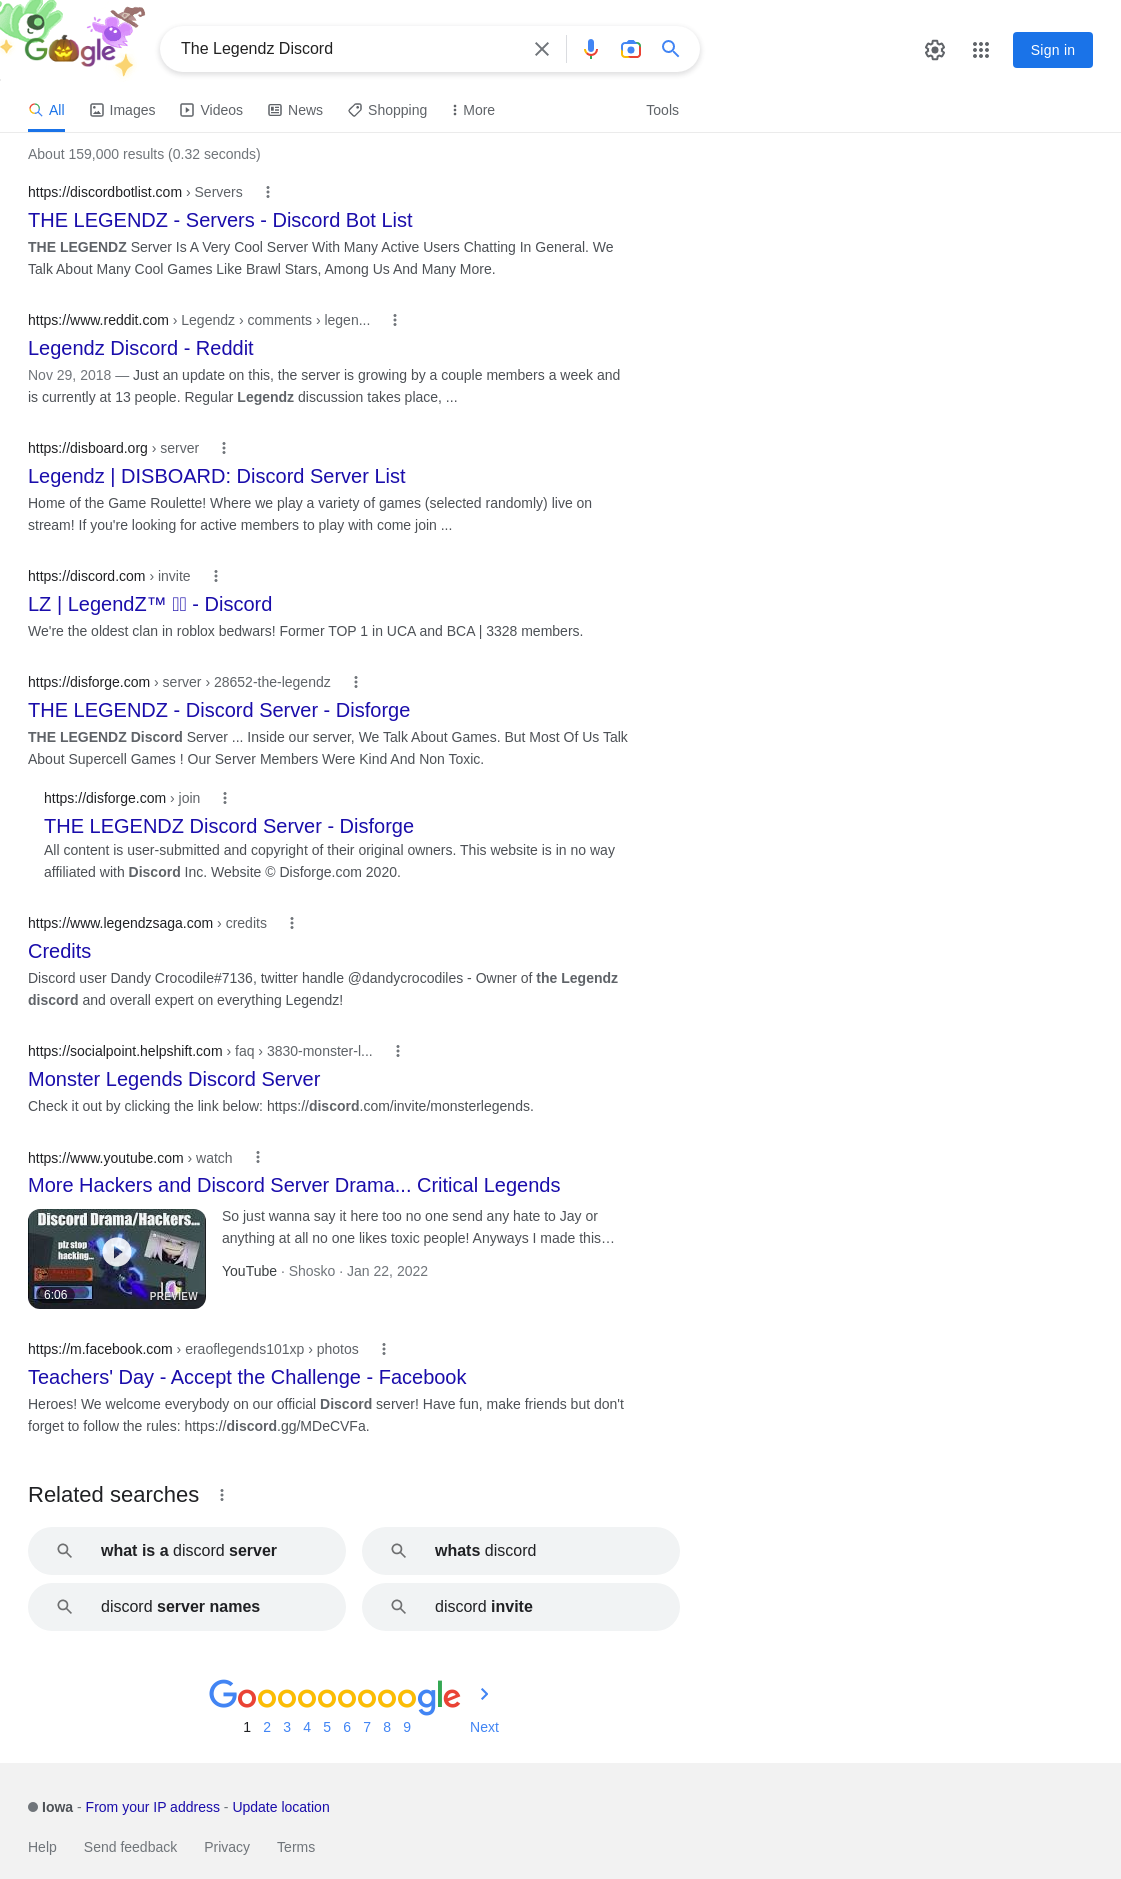 Google
The Legendz Discord
Sign in
All
Images
Videos
News
Shopping
More
Tools
About 159,000 results (0.32 seconds)
https://discordbotlist.com › Servers
THE LEGENDZ - Servers - Discord Bot List
THE LEGENDZ Server Is A Very Cool Server With Many Active Users Chatting In General. We
Talk About Many Cool Games Like Brawl Stars, Among Us And Many More.
https://www.reddit.com › Legendz › comments › legen...
Legendz Discord - Reddit
Nov 29, 2018 — Just an update on this, the server is growing by a couple members a week and
is currently at 13 people. Regular Legendz discussion takes place, ...
https://disboard.org › server
Legendz | DISBOARD: Discord Server List
Home of the Game Roulette! Where we play a variety of games (selected randomly) live on
stream! If you're looking for active members to play with come join ...
https://discord.com › invite
LZ | LegendZ™ - Discord
We're the oldest clan in roblox bedwars! Former TOP 1 in UCA and BCA | 3328 members.
https://disforge.com › server › 28652-the-legendz
THE LEGENDZ - Discord Server - Disforge
THE LEGENDZ Discord Server ... Inside our server, We Talk About Games. But Most Of Us Talk
About Supercell Games ! Our Server Members Were Kind And Non Toxic.
https://disforge.com › join
THE LEGENDZ Discord Server - Disforge
All content is user-submitted and copyright of their original owners. This website is in no way
affiliated with Discord Inc. Website © Disforge.com 2020.
https://www.legendzsaga.com › credits
Credits
Discord user Dandy Crocodile#7136, twitter handle @dandycrocodiles - Owner of the Legendz
discord and overall expert on everything Legendz!
https://socialpoint.helpshift.com › faq › 3830-monster-l...
Monster Legends Discord Server
Check it out by clicking the link below: https://discord.com/invite/monsterlegends.
https://www.youtube.com › watch
More Hackers and Discord Server Drama... Critical Legends
Discord Drama/Hackers...
plz stop
hacking...
6:06
PREVIEW
So just wanna say it here too no one send any hate to Jay or
anything at all no one likes toxic people! Anyways I made this…
YouTube · Shosko · Jan 22, 2022
https://m.facebook.com › eraoflegends101xp › photos
Teachers' Day - Accept the Challenge - Facebook
Heroes! We welcome everybody on our official Discord server! Have fun, make friends but don't
forget to follow the rules: https://discord.gg/MDeCVFa.
Related searches
what is a discord server
whats discord
discord server names
discord invite
Goooooooooogle
1 2 3 4 5 6 7 8 9 Next
Iowa - From your IP address - Update location
Help
Send feedback
Privacy
Terms